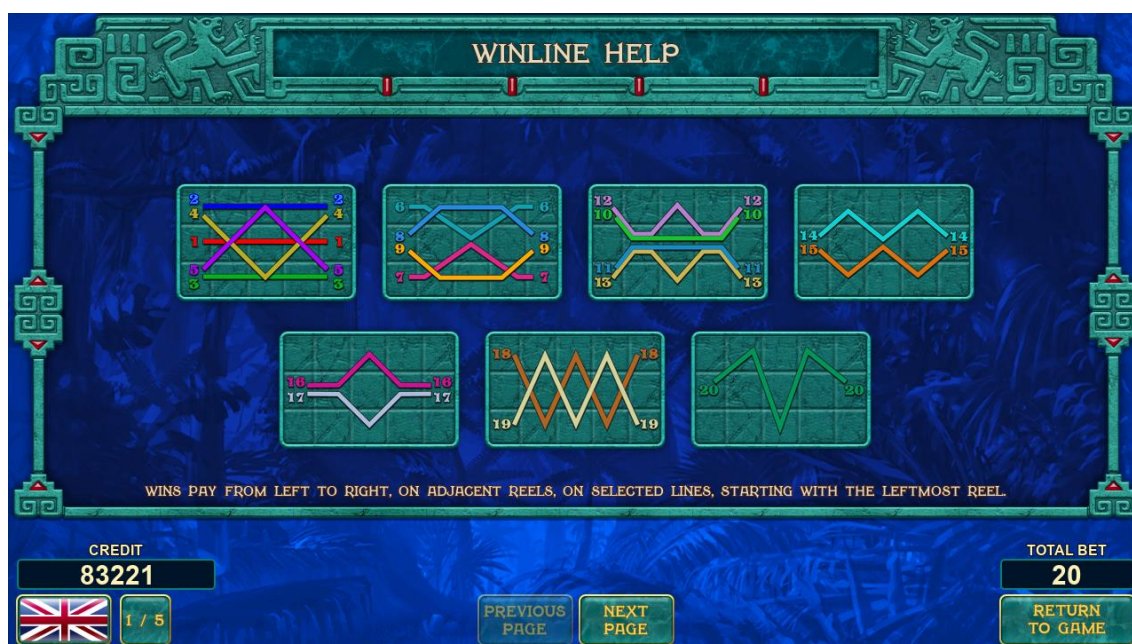 WINLINE HELP
2 2
4 4
1 1
5 5
3 3
6 6
8 8
9 9
7 7
12 12
10 10
11 11
13 13
14 14
15 15
16 16
17 17
18 18
19 19
20 20
WINS PAY FROM LEFT TO RIGHT, ON ADJACENT REELS, ON SELECTED LINES, STARTING WITH THE LEFTMOST REEL.
CREDIT
83221
TOTAL BET
20
1 / 5
PREVIOUS
PAGE
NEXT
PAGE
RETURN
TO GAME